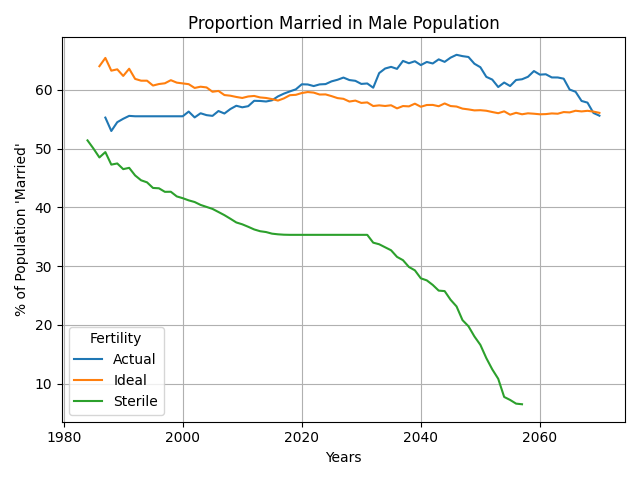 Proportion Married in Male Population
% of Population 'Married'
60
50
40
30
20
10
Fertility
Actual
Ideal
Sterile
1980
2000
2020
2040
2060
Years